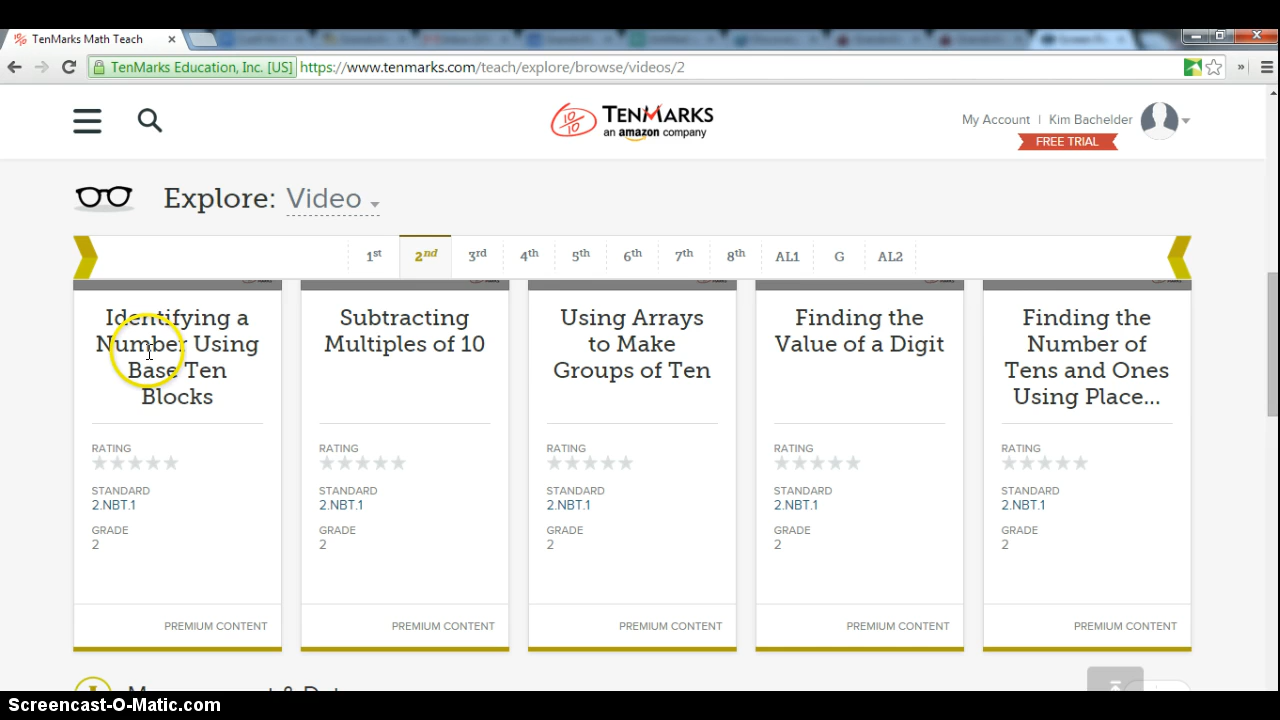 TenMarks Math Teach
TenMarks Education, Inc. [US] https://www.tenmarks.com/teach/explore/browse/videos/2
10/10 TENMARKS
an amazon company
My Account | Kim Bachelder
FREE TRIAL
Explore: Video
1st 2nd 3rd 4th 5th 6th 7th 8th AL1 G AL2
Identifying a
Number Using
Base Ten
Blocks
RATING
STANDARD
2.NBT.1
GRADE
2
PREMIUM CONTENT
Subtracting
Multiples of 10
RATING
STANDARD
2.NBT.1
GRADE
2
PREMIUM CONTENT
Using Arrays
to Make
Groups of Ten
RATING
STANDARD
2.NBT.1
GRADE
2
PREMIUM CONTENT
Finding the
Value of a Digit
RATING
STANDARD
2.NBT.1
GRADE
2
PREMIUM CONTENT
Finding the
Number of
Tens and Ones
Using Place...
RATING
STANDARD
2.NBT.1
GRADE
2
PREMIUM CONTENT
Screencast-O-Matic.com